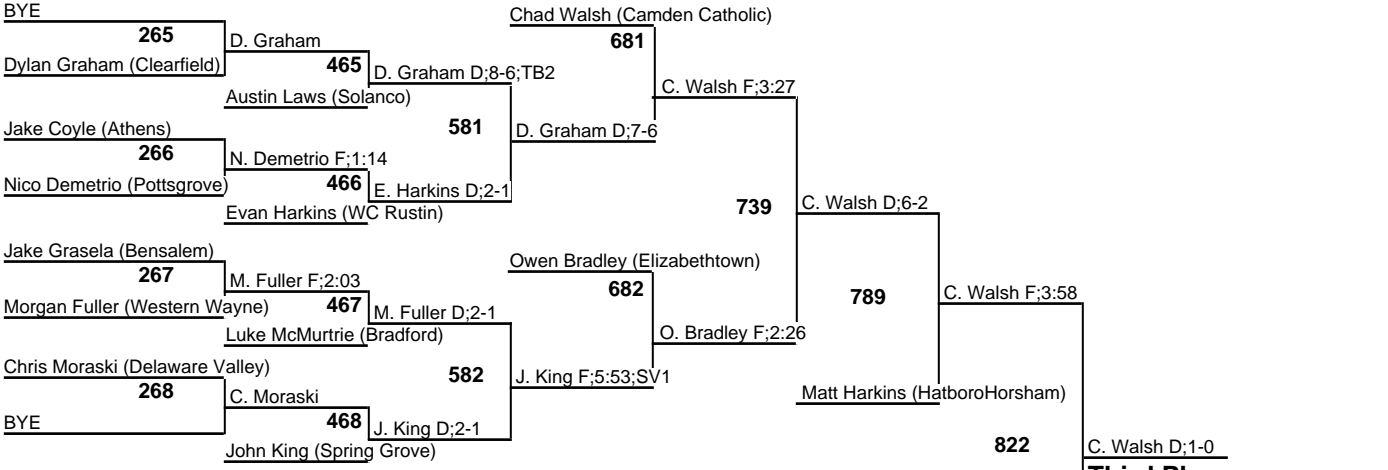 BYE
Chad Walsh (Camden Catholic)
265
D. Graham
681
Dylan Graham (Clearfield)
465
D. Graham D;8-6;TB2
C. Walsh F;3:27
Austin Laws (Solanco)
Jake Coyle (Athens)
581
D. Graham D;7-6
266
N. Demetrio F;1:14
Nico Demetrio (Pottsgrove)
466
E. Harkins D;2-1
739
C. Walsh D;6-2
Evan Harkins (WC Rustin)
Jake Grasela (Bensalem)
Owen Bradley (Elizabethtown)
267
M. Fuller F;2:03
682
789
C. Walsh F;3:58
Morgan Fuller (Western Wayne)
467
M. Fuller D;2-1
Luke McMurtrie (Bradford)
O. Bradley F;2:26
Chris Moraski (Delaware Valley)
582
J. King F;5:53;SV1
268
C. Moraski
Matt Harkins (HatboroHorsham)
BYE
468
J. King D;2-1
John King (Spring Grove)
822
C. Walsh D;1-0